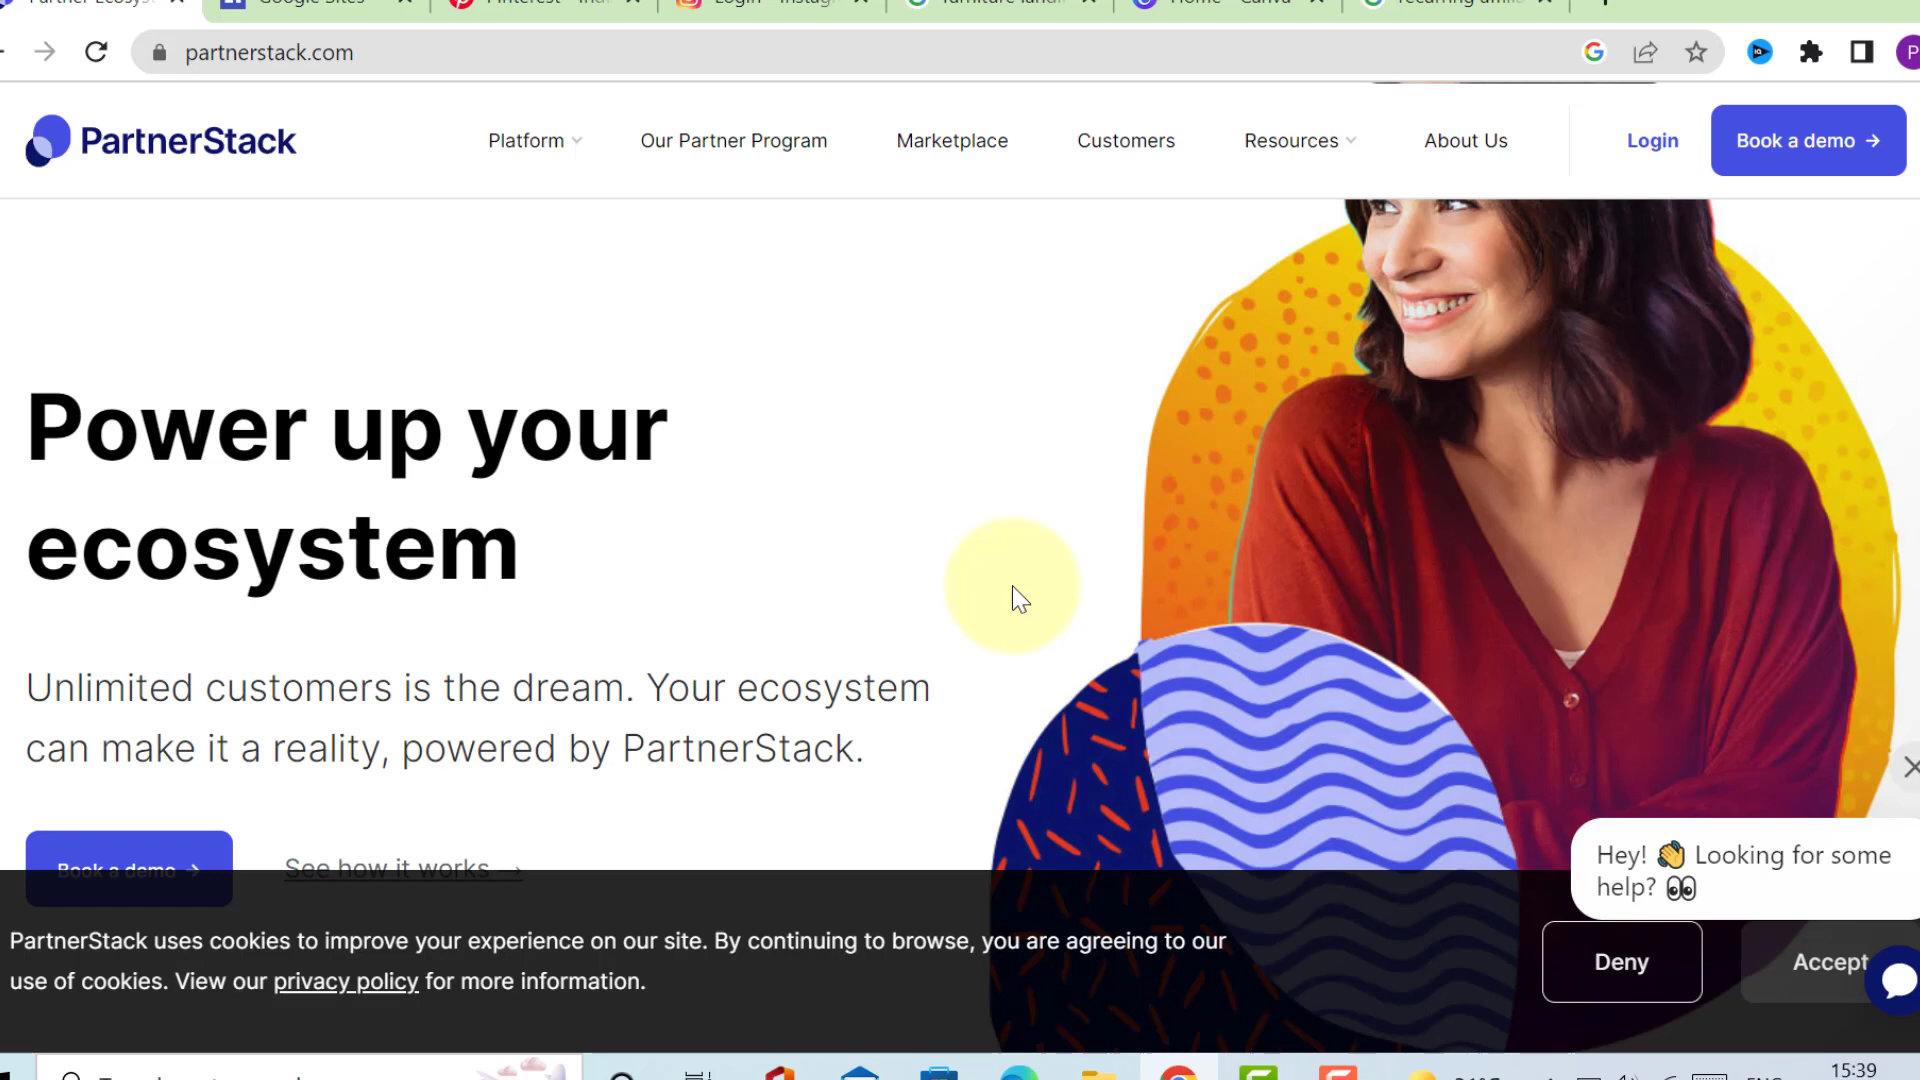 Google Sites
Home - Canva
partnerstack.com
PartnerStack
Platform
Our Partner Program
Marketplace
Customers
Resources
About Us
Login
Book a demo →
Power up your
ecosystem
Unlimited customers is the dream. Your ecosystem
can make it a reality, powered by PartnerStack.
Book a demo →
See how it works →
Hey! 👋 Looking for some
help? 👀
PartnerStack uses cookies to improve your experience on our site. By continuing to browse, you are agreeing to our
use of cookies. View our privacy policy for more information.
Deny
Accept
15:39